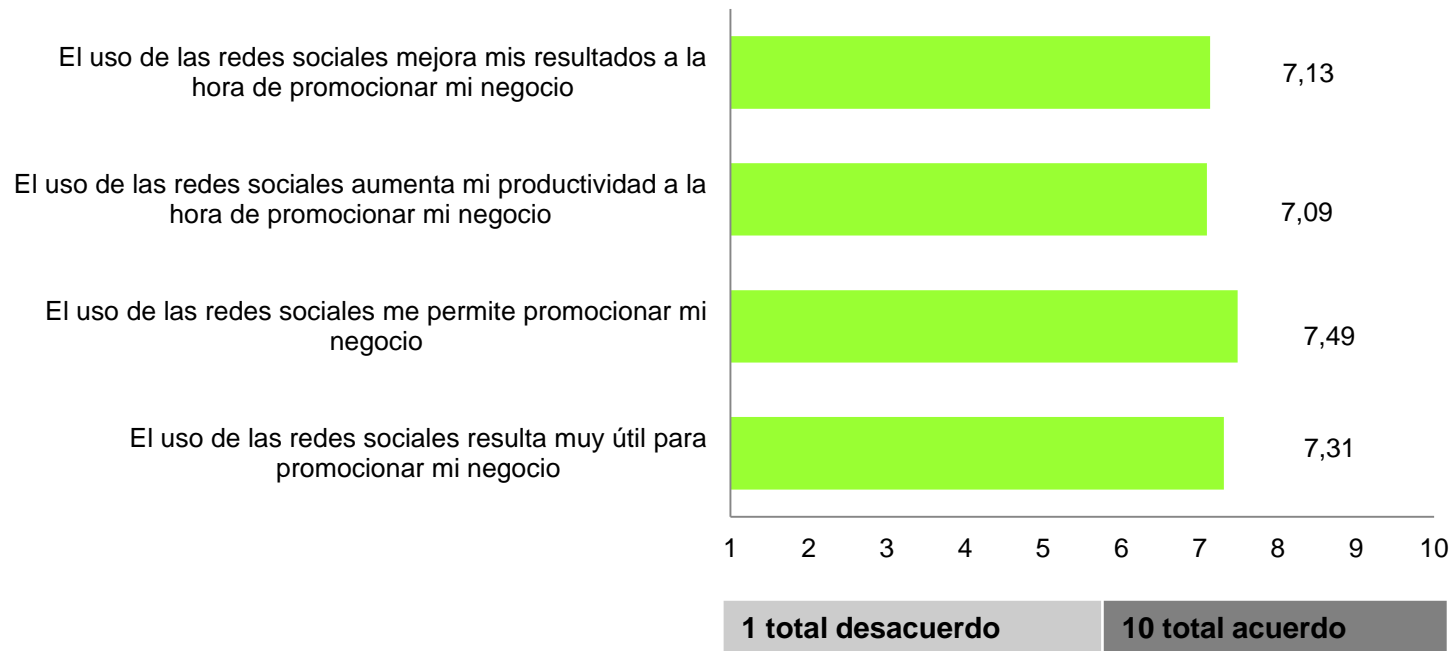 El uso de las redes sociales mejora mis resultados a la
hora de promocionar mi negocio
7,13
El uso de las redes sociales aumenta mi productividad a la
hora de promocionar mi negocio
7,09
El uso de las redes sociales me permite promocionar mi
negocio
7,49
El uso de las redes sociales resulta muy útil para
promocionar mi negocio
7,31
1 2 3 4 5 6 7 8 9 10
1 total desacuerdo 10 total acuerdo